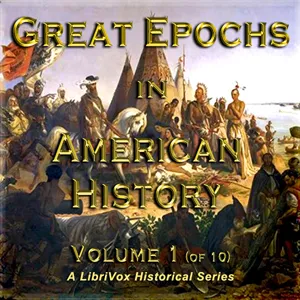 Great Epochs
in
American
History
Volume 1 (of 10)
A LibriVox Historical Series